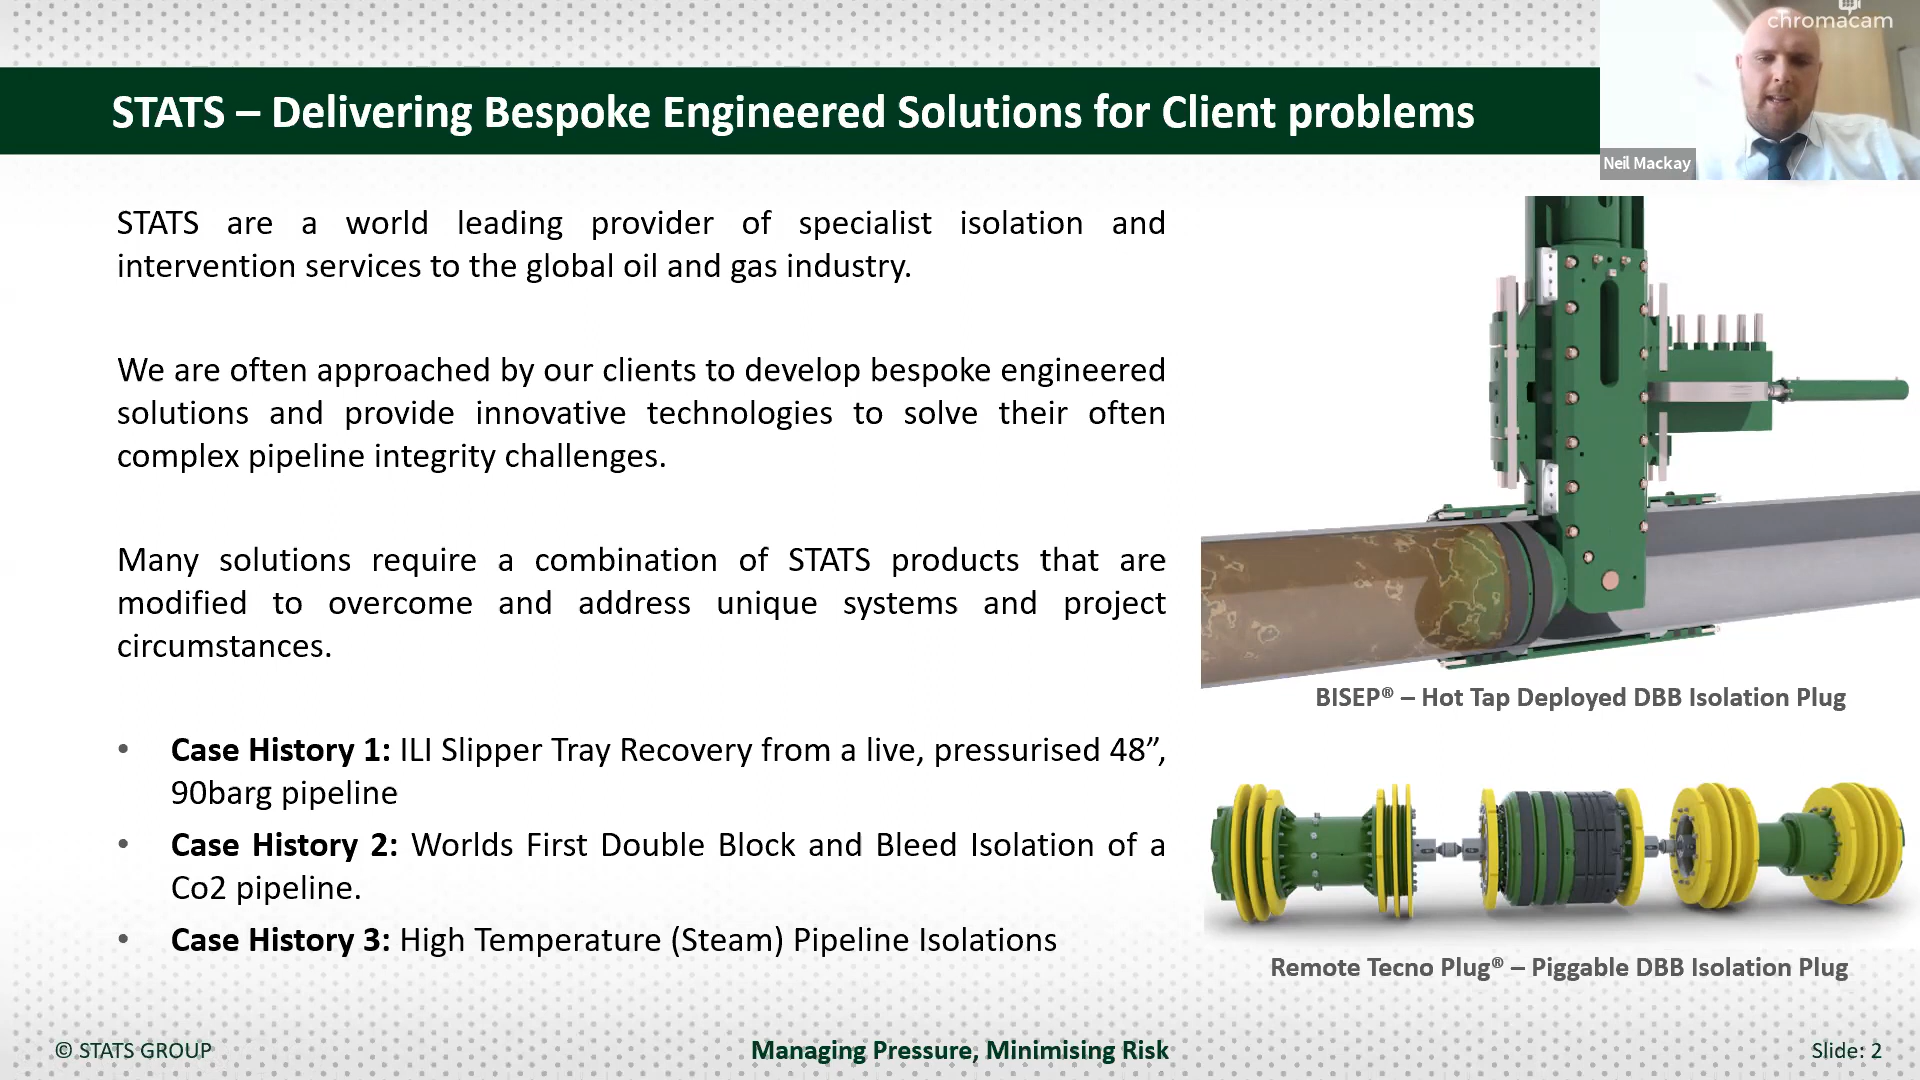 chromacam
STATS – Delivering Bespoke Engineered Solutions for Client problems
Neil Mackay
STATS are a world leading provider of specialist isolation and
intervention services to the global oil and gas industry.
We are often approached by our clients to develop bespoke engineered
solutions and provide innovative technologies to solve their often
complex pipeline integrity challenges.
Many solutions require a combination of STATS products that are
modified to overcome and address unique systems and project
circumstances.
• Case History 1: ILI Slipper Tray Recovery from a live, pressurised 48”,
90barg pipeline
• Case History 2: Worlds First Double Block and Bleed Isolation of a
Co2 pipeline.
• Case History 3: High Temperature (Steam) Pipeline Isolations
BISEP® – Hot Tap Deployed DBB Isolation Plug
Remote Tecno Plug® – Piggable DBB Isolation Plug
© STATS GROUP
Managing Pressure, Minimising Risk
Slide: 2